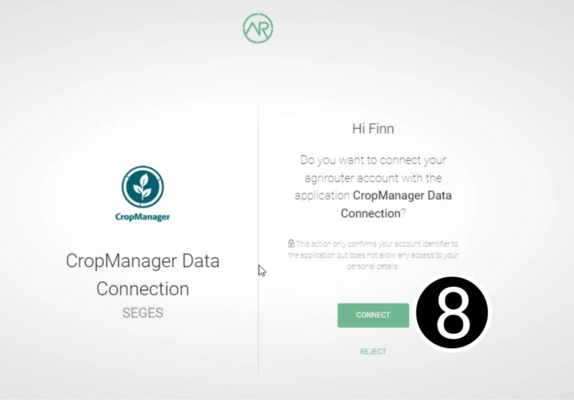 AR
CropManager
CropManager Data
Connection
SEGES
Hi Finn
Do you want to connect your
agrirouter account with the
application CropManager Data
Connection?
This action only confirms your account identifier to
the application but does not allow any access to your
personal details.
CONNECT
8
REJECT